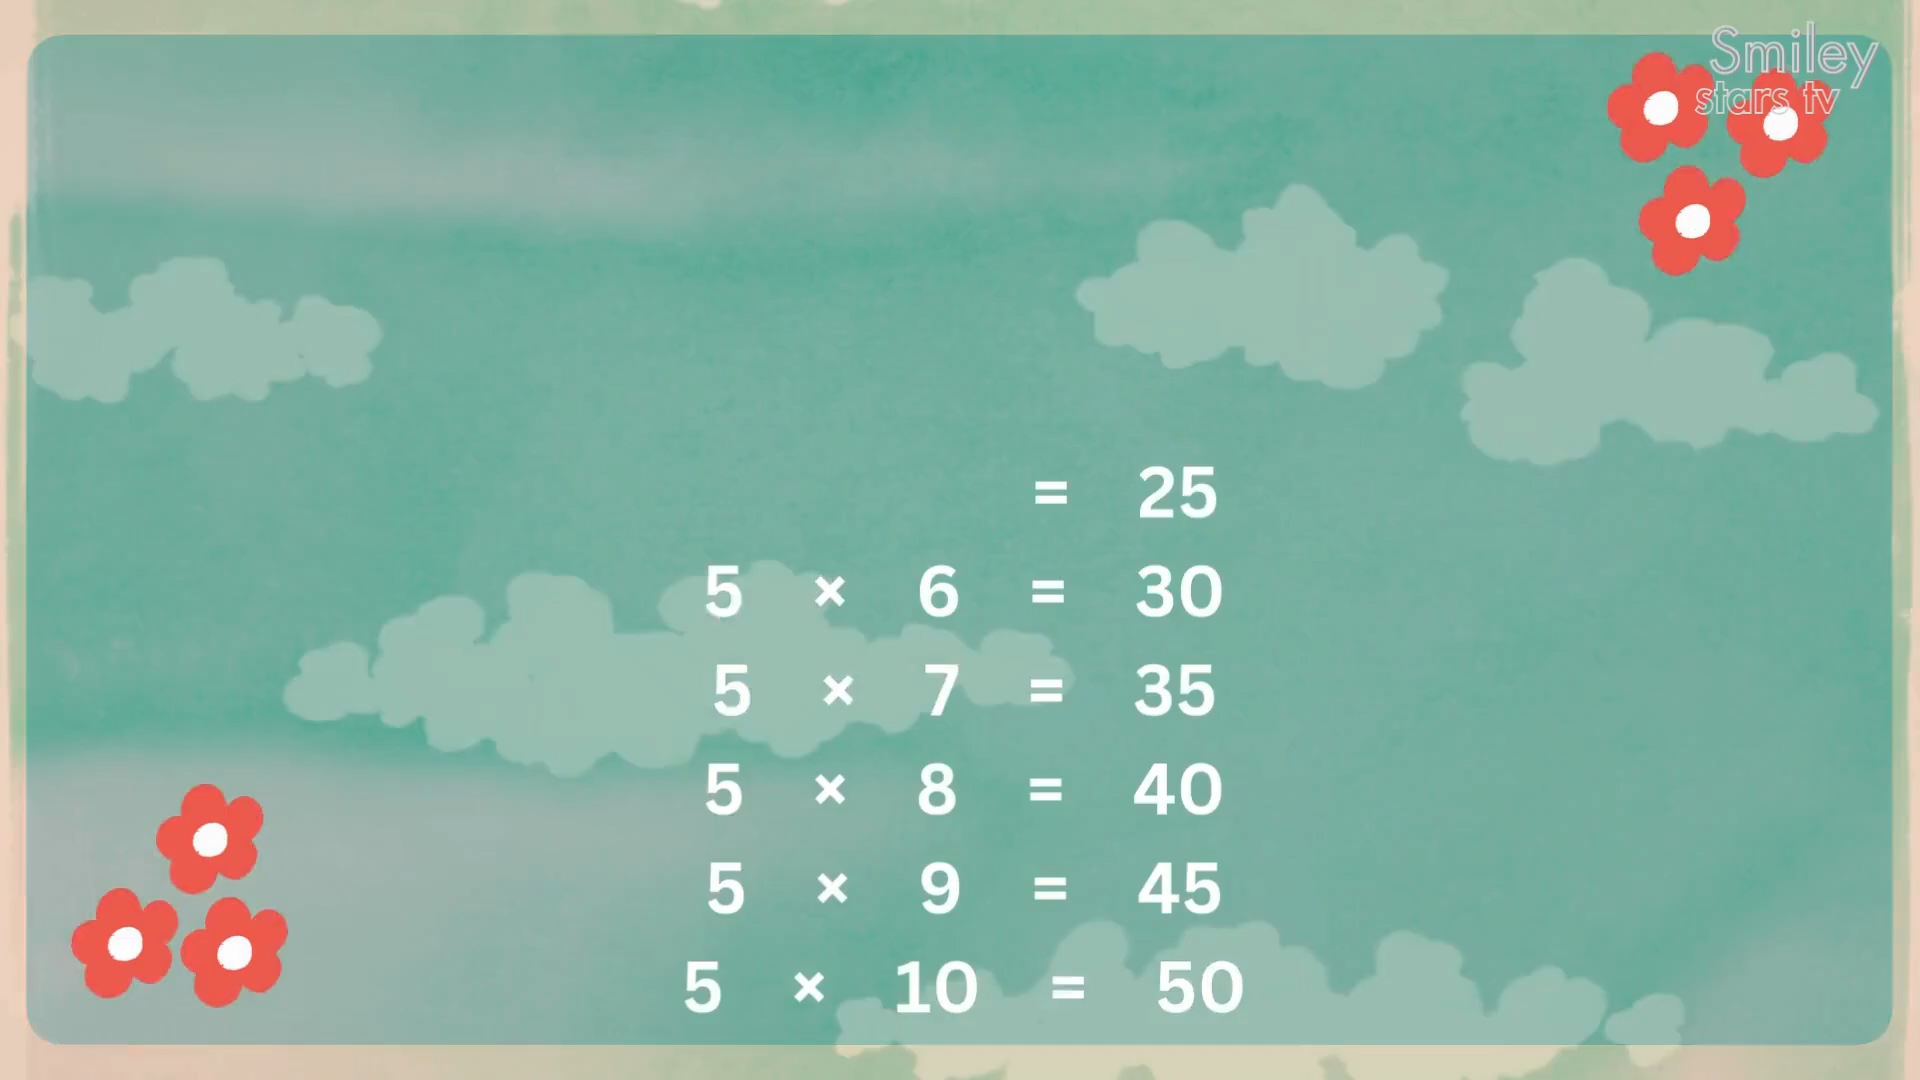 Smiley
stars tv
= 25
5 × 6 = 30
5 × 7 = 35
5 × 8 = 40
5 × 9 = 45
5 × 10 = 50